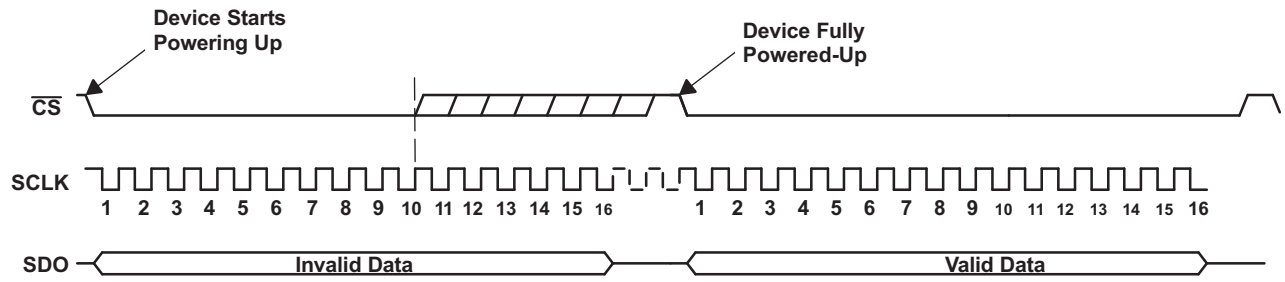 Device Starts
Powering Up
Device Fully
Powered-Up
CS
SCLK
1 2 3 4 5 6 7 8 9 10 11 12 13 14 15 16 1 2 3 4 5 6 7 8 9 10 11 12 13 14 15 16
SDO Invalid Data Valid Data